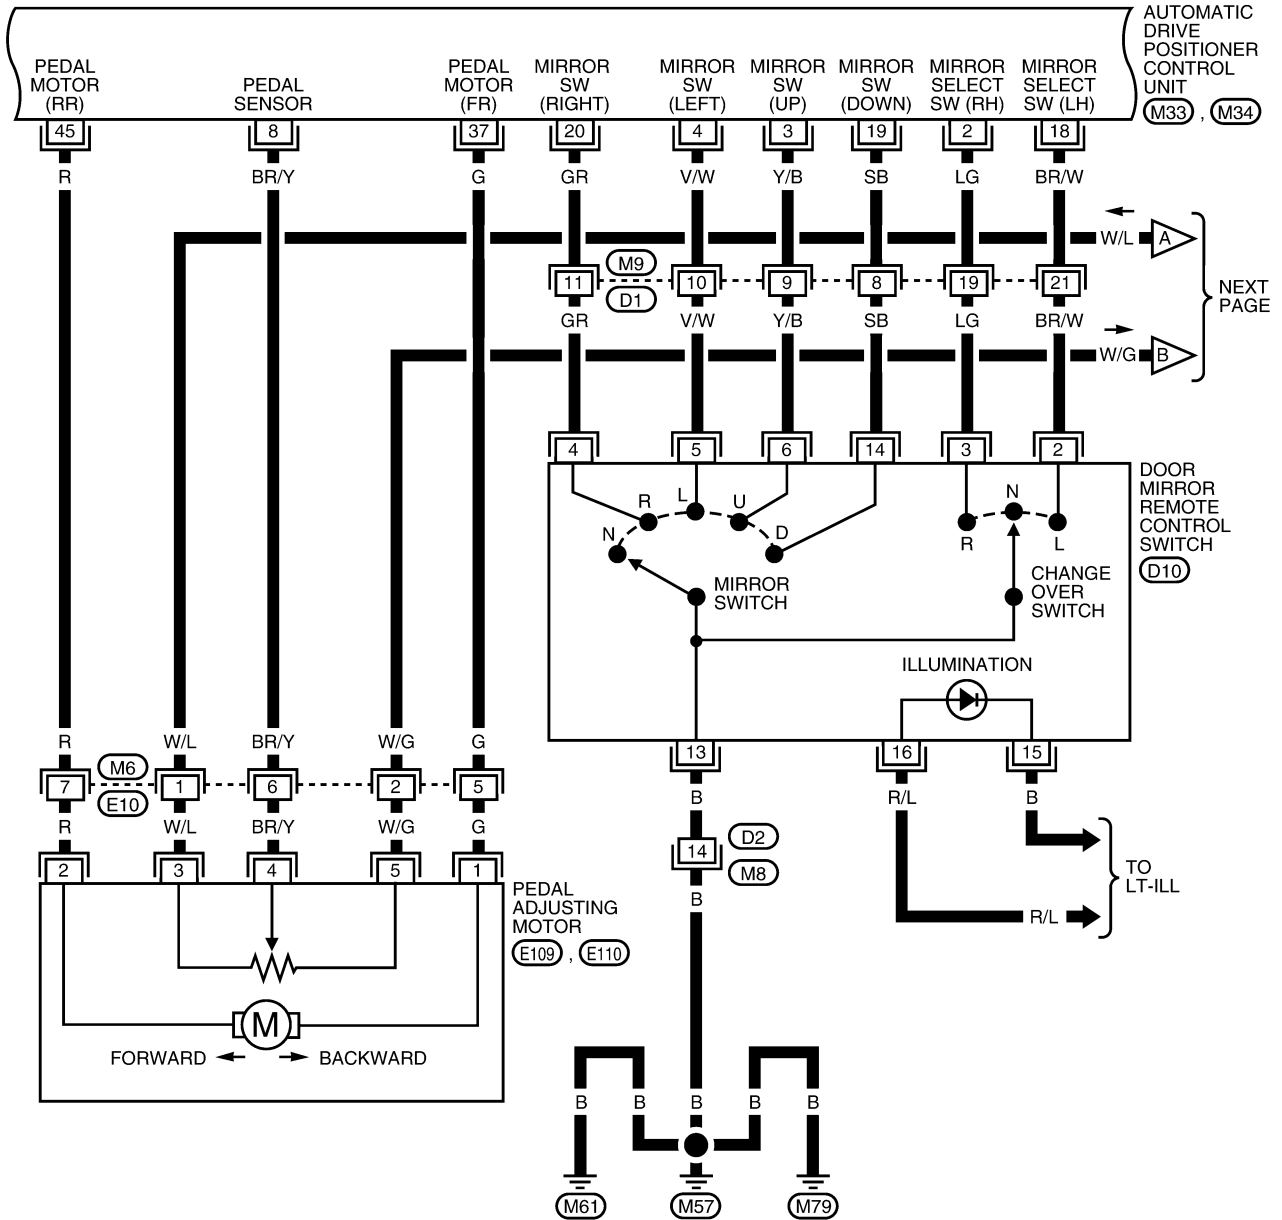 AUTOMATIC
DRIVE
POSITIONER
CONTROL
UNIT
M33 , M34
PEDAL
MOTOR
(RR)
PEDAL
SENSOR
PEDAL
MOTOR
(FR)
MIRROR
SW
(RIGHT)
MIRROR
SW
(LEFT)
MIRROR
SW
(UP)
MIRROR
SW
(DOWN)
MIRROR
SELECT
SW (RH)
MIRROR
SELECT
SW (LH)
45 8 37 20 4 3 19 2 18
R BR/Y G GR V/W Y/B SB LG BR/W
W/L A
M9
11 10 9 8 19 21
D1
NEXT
PAGE
GR V/W Y/B SB LG BR/W
W/G B
4 5 6 14 3 2
DOOR
MIRROR
REMOTE
CONTROL
SWITCH
D10
N R L U D
R N L
MIRROR
SWITCH
CHANGE
OVER
SWITCH
ILLUMINATION
13 16 15
R W/L BR/Y W/G G
M6
7 1 6 2 5
E10
R W/L BR/Y W/G G
2 3 4 5 1
PEDAL
ADJUSTING
MOTOR
E109 , E110
M
FORWARD BACKWARD
B R/L B
14 D2
M8
B
TO
LT-ILL
R/L
B B B B B
M61 M57 M79